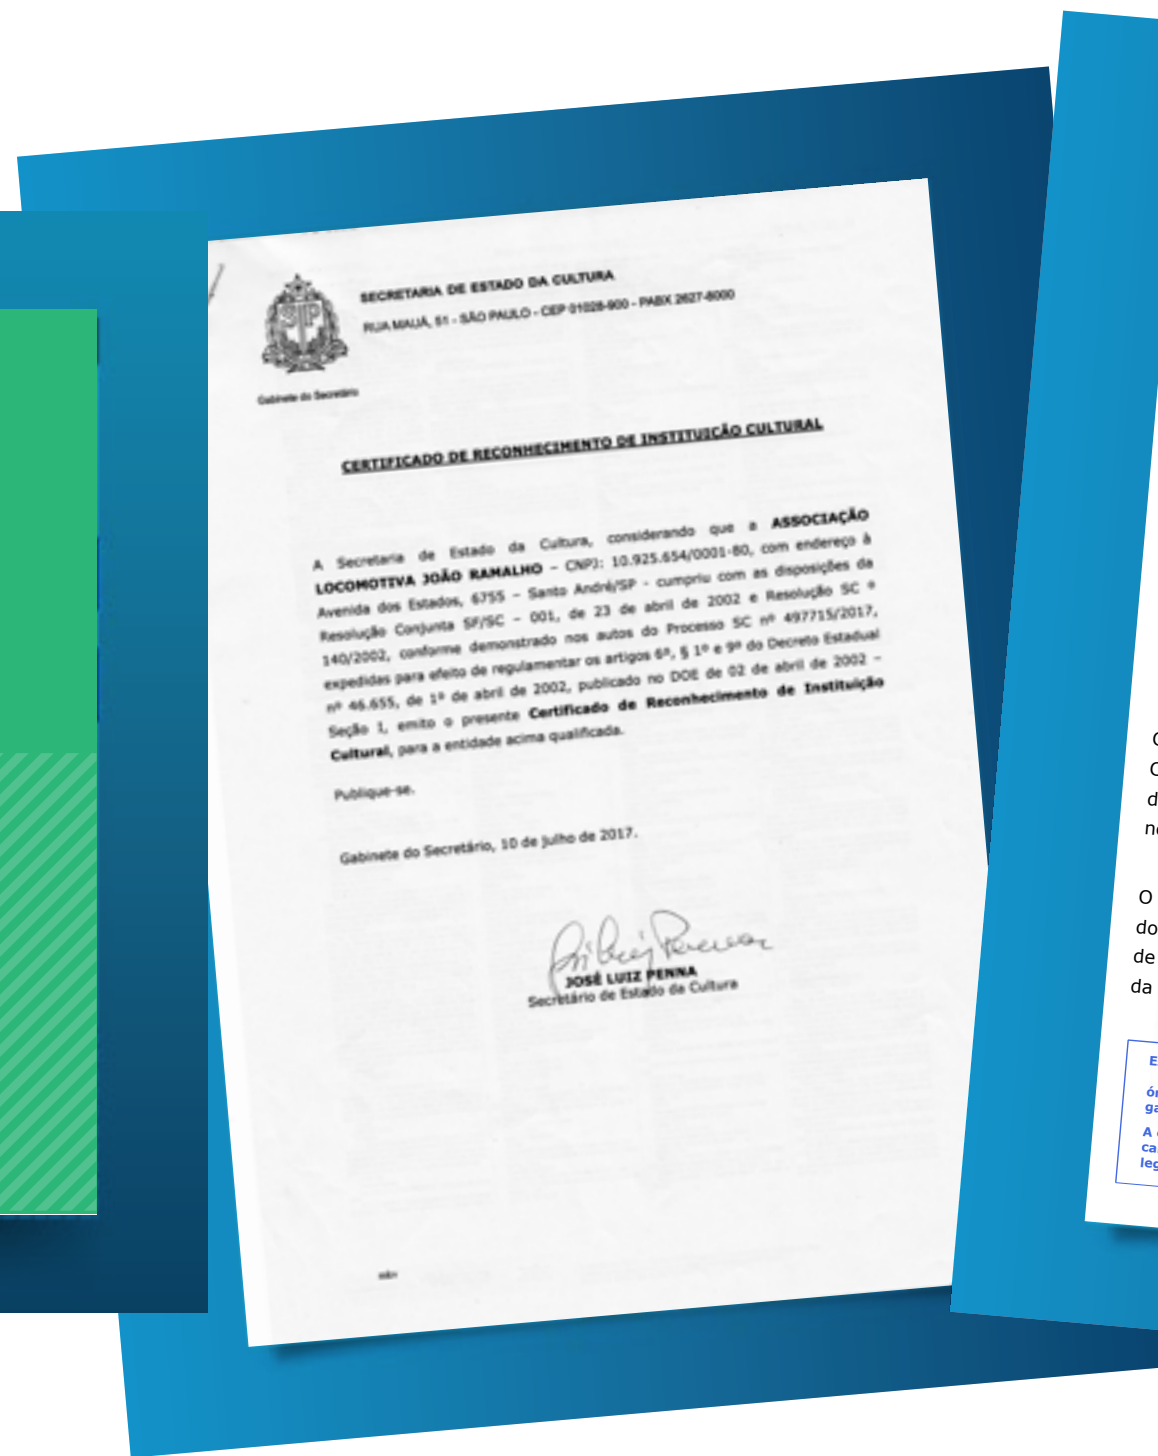 SECRETARIA DE ESTADO DA CULTURA
RUA MAUÁ, 51 - SÃO PAULO - CEP 01028-900 - PABX 2627-8000
Gabinete do Secretário
CERTIFICADO DE RECONHECIMENTO DE INSTITUIÇÃO CULTURAL
A Secretaria de Estado da Cultura, considerando que a ASSOCIAÇÃO
LOCOMOTIVA JOÃO RAMALHO – CNPJ: 10.925.654/0001-80, com endereço à
Avenida dos Estados, 6755 – Santo André/SP - cumpriu com as disposições da
Resolução Conjunta SF/SC – 001, de 23 de abril de 2002 e Resolução SC º
140/2002, conforme demonstrado nos autos do Processo SC nº 497715/2017,
expedidas para efeito de regulamentar os artigos 6º, § 1º e 9º do Decreto Estadual
nº 46.655, de 1º de abril de 2002, publicado no DOE de 02 de abril de 2002 –
Seção 1, emito o presente Certificado de Reconhecimento de Instituição
Cultural, para a entidade acima qualificada.
Publique-se.
Gabinete do Secretário, 10 de julho de 2017.
JOSÉ LUIZ PENNA
Secretário de Estado da Cultura
O
do
de
da